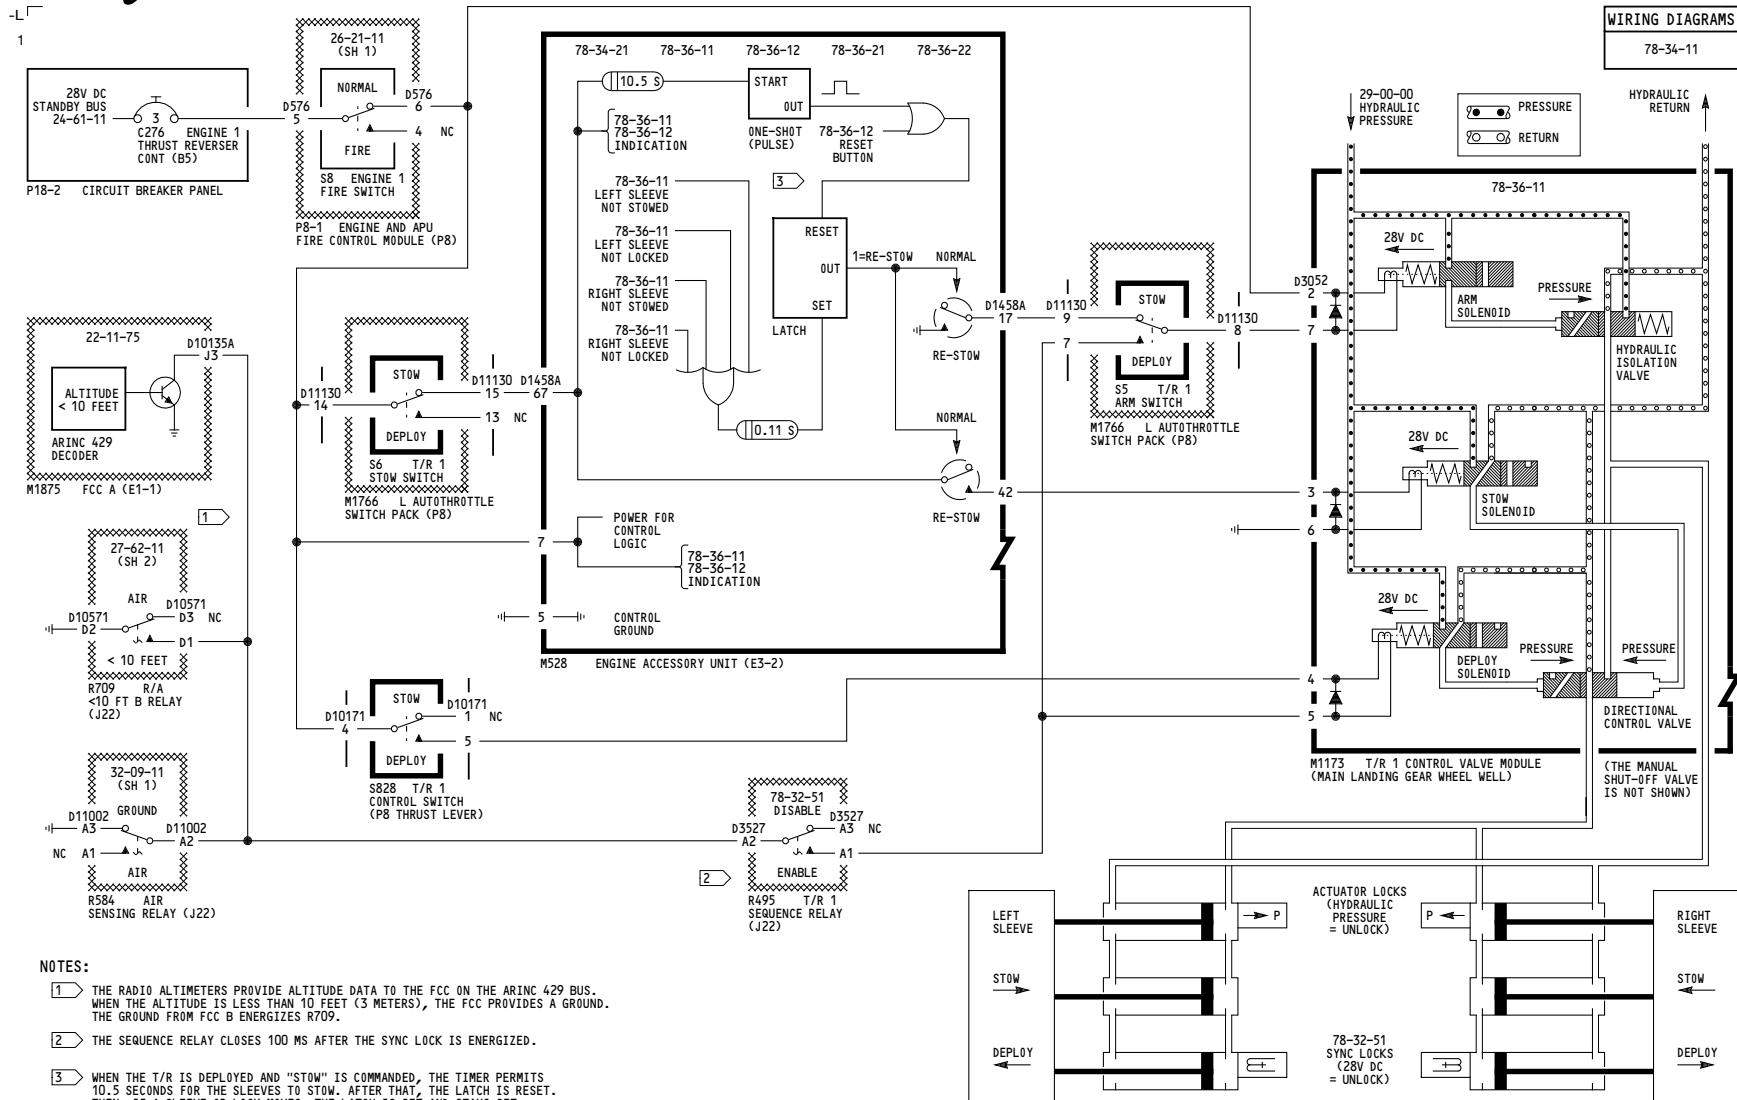 -L
1
WIRING DIAGRAMS
78-34-11
28V DC
STANDBY BUS
24-61-11
3
C276 ENGINE 1
THRUST REVERSER
CONT (B5)
P18-2 CIRCUIT BREAKER PANEL
26-21-11
(SH 1)
NORMAL
FIRE
D576
5
D576
6
4 NC
S8 ENGINE 1
FIRE SWITCH
P8-1 ENGINE AND APU
FIRE CONTROL MODULE (P8)
78-34-21 78-36-11 78-36-12 78-36-21 78-36-22
10.5 S
START
OUT
ONE-SHOT
(PULSE)
78-36-11
78-36-12
INDICATION
78-36-12
RESET
BUTTON
3
78-36-11
LEFT SLEEVE
NOT STOWED
78-36-11
LEFT SLEEVE
NOT LOCKED
78-36-11
RIGHT SLEEVE
NOT STOWED
78-36-11
RIGHT SLEEVE
NOT LOCKED
RESET
OUT
SET
LATCH
1=RE-STOW
NORMAL
RE-STOW
0.11 S
NORMAL
RE-STOW
POWER FOR
CONTROL
LOGIC
78-36-11
78-36-12
INDICATION
CONTROL
GROUND
7
5
M528 ENGINE ACCESSORY UNIT (E3-2)
22-11-75
D10135A
J3
ALTITUDE
< 10 FEET
ARINC 429
DECODER
M1875 FCC A (E1-1)
1
27-62-11
(SH 2)
AIR
D10571
D2
D10571
D3 NC
D1
< 10 FEET
R709 R/A
<10 FT B RELAY
(J22)
32-09-11
(SH 1)
GROUND
D11002
A3
D11002
A2
NC A1
AIR
R584 AIR
SENSING RELAY (J22)
STOW
DEPLOY
D11130
14
D11130
15
13 NC
D1458A
67
S6 T/R 1
STOW SWITCH
M1766 L AUTOTHROTTLE
SWITCH PACK (P8)
STOW
DEPLOY
D10171
4
D10171
1 NC
5
S828 T/R 1
CONTROL SWITCH
(P8 THRUST LEVER)
78-32-51
DISABLE
D3527
A2
D3527
A3 NC
A1
ENABLE
2
R495 T/R 1
SEQUENCE RELAY
(J22)
D1458A
17
42
D11130
9
7
STOW
DEPLOY
D11130
8
S5 T/R 1
ARM SWITCH
M1766 L AUTOTHROTTLE
SWITCH PACK (P8)
29-00-00
HYDRAULIC
PRESSURE
PRESSURE
RETURN
HYDRAULIC
RETURN
78-36-11
28V DC
D3052
2
7
ARM
SOLENOID
PRESSURE
HYDRAULIC
ISOLATION
VALVE
28V DC
3
6
STOW
SOLENOID
28V DC
4
5
DEPLOY
SOLENOID
PRESSURE PRESSURE
DIRECTIONAL
CONTROL VALVE
M1173 T/R 1 CONTROL VALVE MODULE
(MAIN LANDING GEAR WHEEL WELL)
(THE MANUAL
SHUT-OFF VALVE
IS NOT SHOWN)
LEFT
SLEEVE
STOW
DEPLOY
P
ACTUATOR LOCKS
(HYDRAULIC
PRESSURE
= UNLOCK)
P
78-32-51
SYNC LOCKS
(28V DC
= UNLOCK)
RIGHT
SLEEVE
STOW
DEPLOY
NOTES:
1 THE RADIO ALTIMETERS PROVIDE ALTITUDE DATA TO THE FCC ON THE ARINC 429 BUS.
WHEN THE ALTITUDE IS LESS THAN 10 FEET (3 METERS), THE FCC PROVIDES A GROUND.
THE GROUND FROM FCC B ENERGIZES R709.
2 THE SEQUENCE RELAY CLOSES 100 MS AFTER THE SYNC LOCK IS ENERGIZED.
3 WHEN THE T/R IS DEPLOYED AND "STOW" IS COMMANDED, THE TIMER PERMITS
10.5 SECONDS FOR THE SLEEVES TO STOW. AFTER THAT, THE LATCH IS RESET.